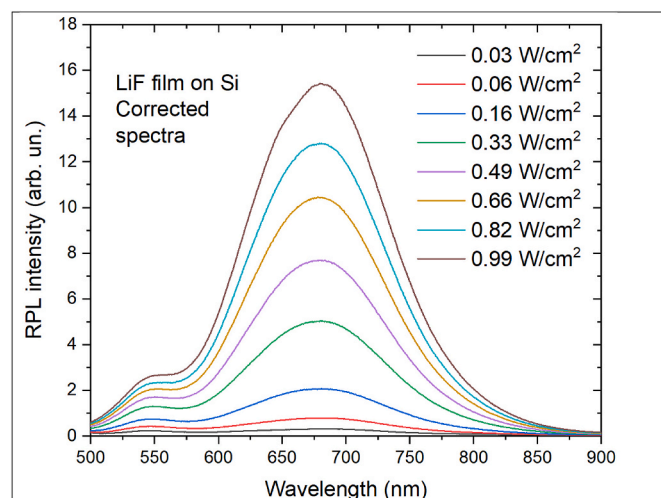 18
16
14
12
10
8
6
4
2
0
RPL intensity (arb. un.)
LiF film on Si
Corrected
spectra
0.03 W/cm²
0.06 W/cm²
0.16 W/cm²
0.33 W/cm²
0.49 W/cm²
0.66 W/cm²
0.82 W/cm²
0.99 W/cm²
500 550 600 650 700 750 800 850 900
Wavelength (nm)